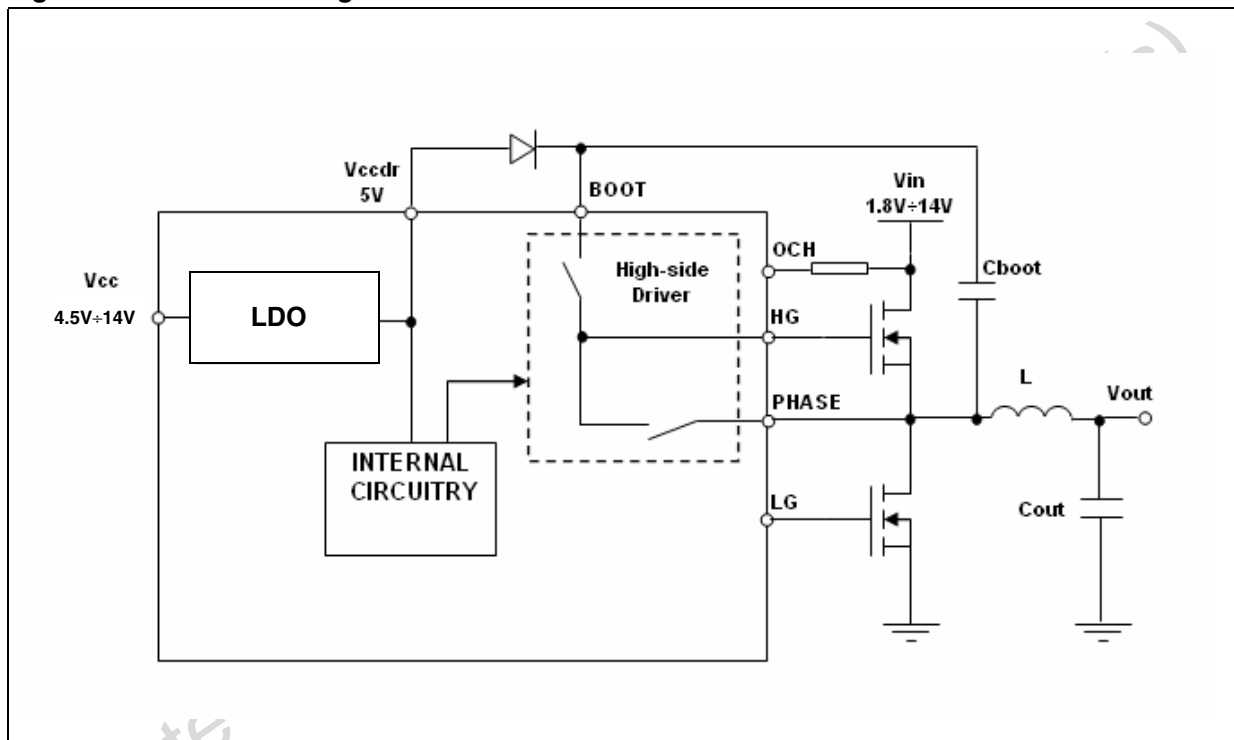 Vccdr
5V
BOOT
Vin
1.8V÷14V
OCH
High-side
Driver
Cboot
Vcc
4.5V÷14V
LDO
HG
L
Vout
PHASE
INTERNAL
CIRCUITRY
LG
Cout